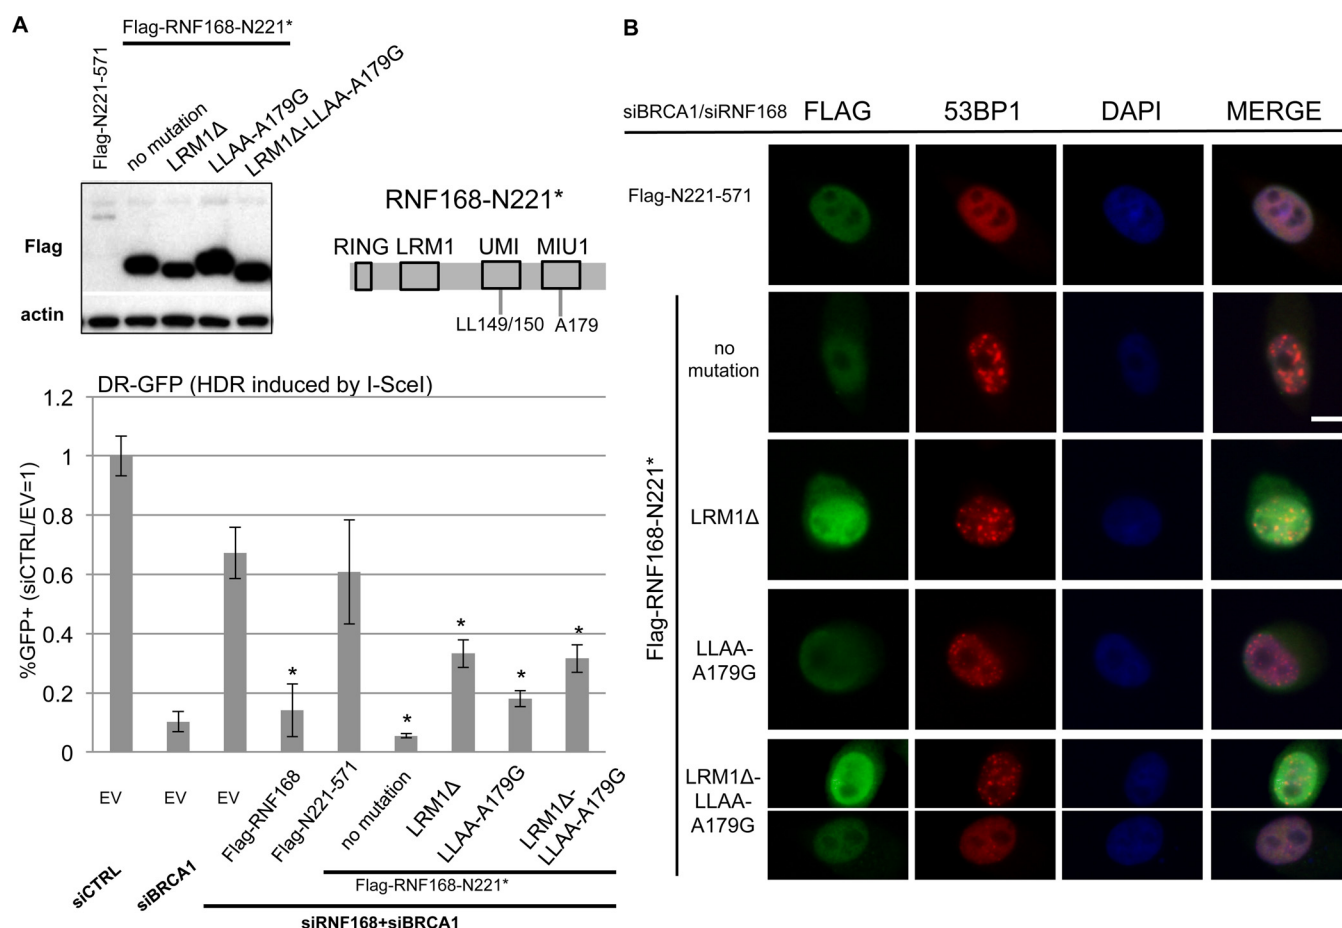 A
Flag-RNF168-N221*
Flag-N221-571
no mutation
LRM1Δ
LLAA-A179G
LRM1Δ-LLAA-A179G
Flag
actin
RNF168-N221*
RING LRM1 UMI MIU1
LL149/150 A179
DR-GFP (HDR induced by I-SceI)
%GFP+ (siCTRL/EV=1)
1.2
1
0.8
0.6
0.4
0.2
0
*
*
*
*
*
EV
EV
EV
Flag-RNF168
Flag-N221-571
no mutation
LRM1Δ
LLAA-A179G
LRM1Δ-
LLAA-A179G
Flag-RNF168-N221*
siCTRL
siBRCA1
siRNF168+siBRCA1
B
siBRCA1/siRNF168 FLAG 53BP1 DAPI MERGE
Flag-N221-571
Flag-RNF168-N221*
no
mutation
LRM1Δ
LLAA-
A179G
LRM1Δ-
LLAA-
A179G